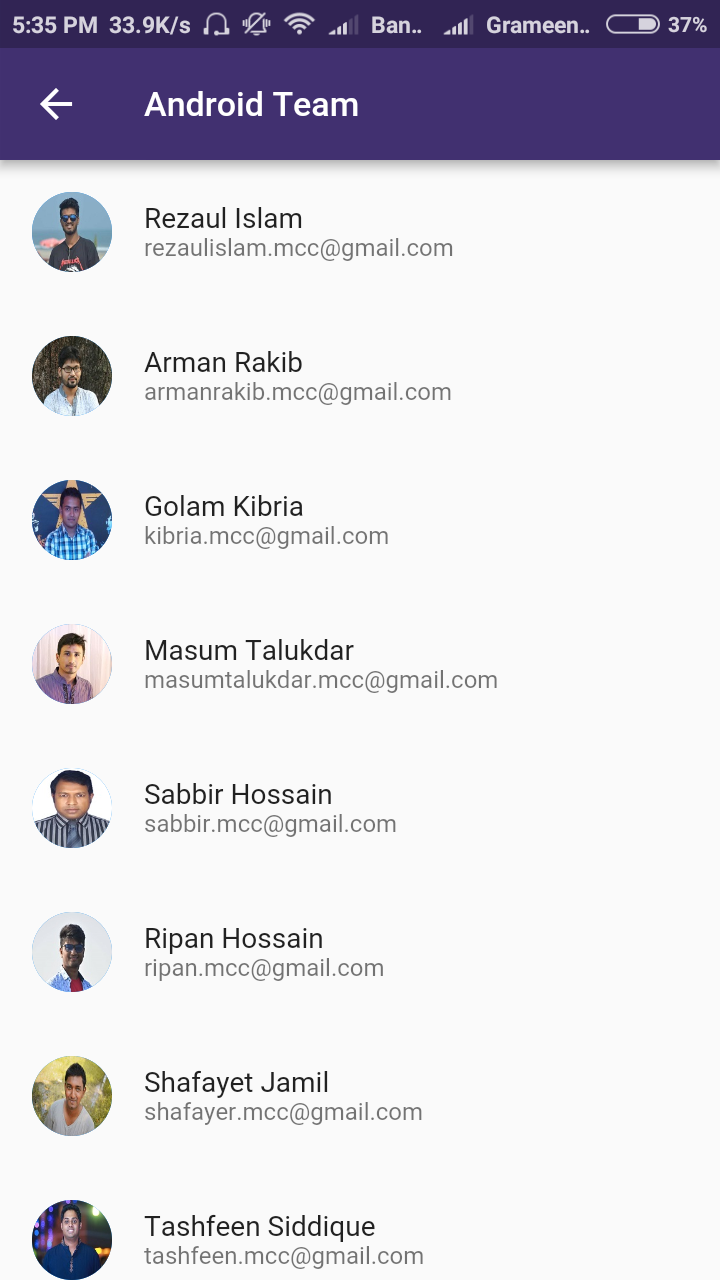 5:35 PM 33.9K/s Ban.. Grameen.. 37%
Android Team
Rezaul Islam
rezaulislam.mcc@gmail.com
Arman Rakib
armanrakib.mcc@gmail.com
Golam Kibria
kibria.mcc@gmail.com
Masum Talukdar
masumtalukdar.mcc@gmail.com
Sabbir Hossain
sabbir.mcc@gmail.com
Ripan Hossain
ripan.mcc@gmail.com
Shafayet Jamil
shafayer.mcc@gmail.com
Tashfeen Siddique
tashfeen.mcc@gmail.com